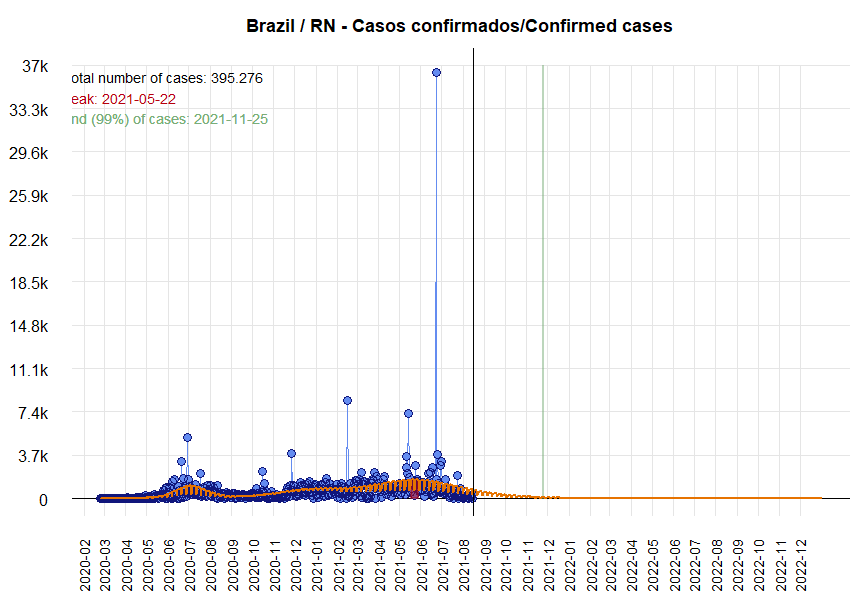 Brazil / RN - Casos confirmados/Confirmed cases
37k
otal number of cases: 395.276
eak: 2021-05-22
33.3k
nd (99%) of cases: 2021-11-25
29.6k
25.9k
22.2k
18.5k
14.8k
11.1k
7.4k
3.7k
0
2020-02
2020-03
2020-04
2020-05
2020-06
2020-07
2020-08
2020-09
2020-10
2020-11
2020-12
2021-01
2021-02
2021-03
2021-04
2021-05
2021-06
2021-07
2021-08
2021-09
2021-10
2021-11
2021-12
2022-01
2022-02
2022-03
2022-04
2022-05
2022-06
2022-07
2022-08
2022-09
2022-10
2022-11
2022-12